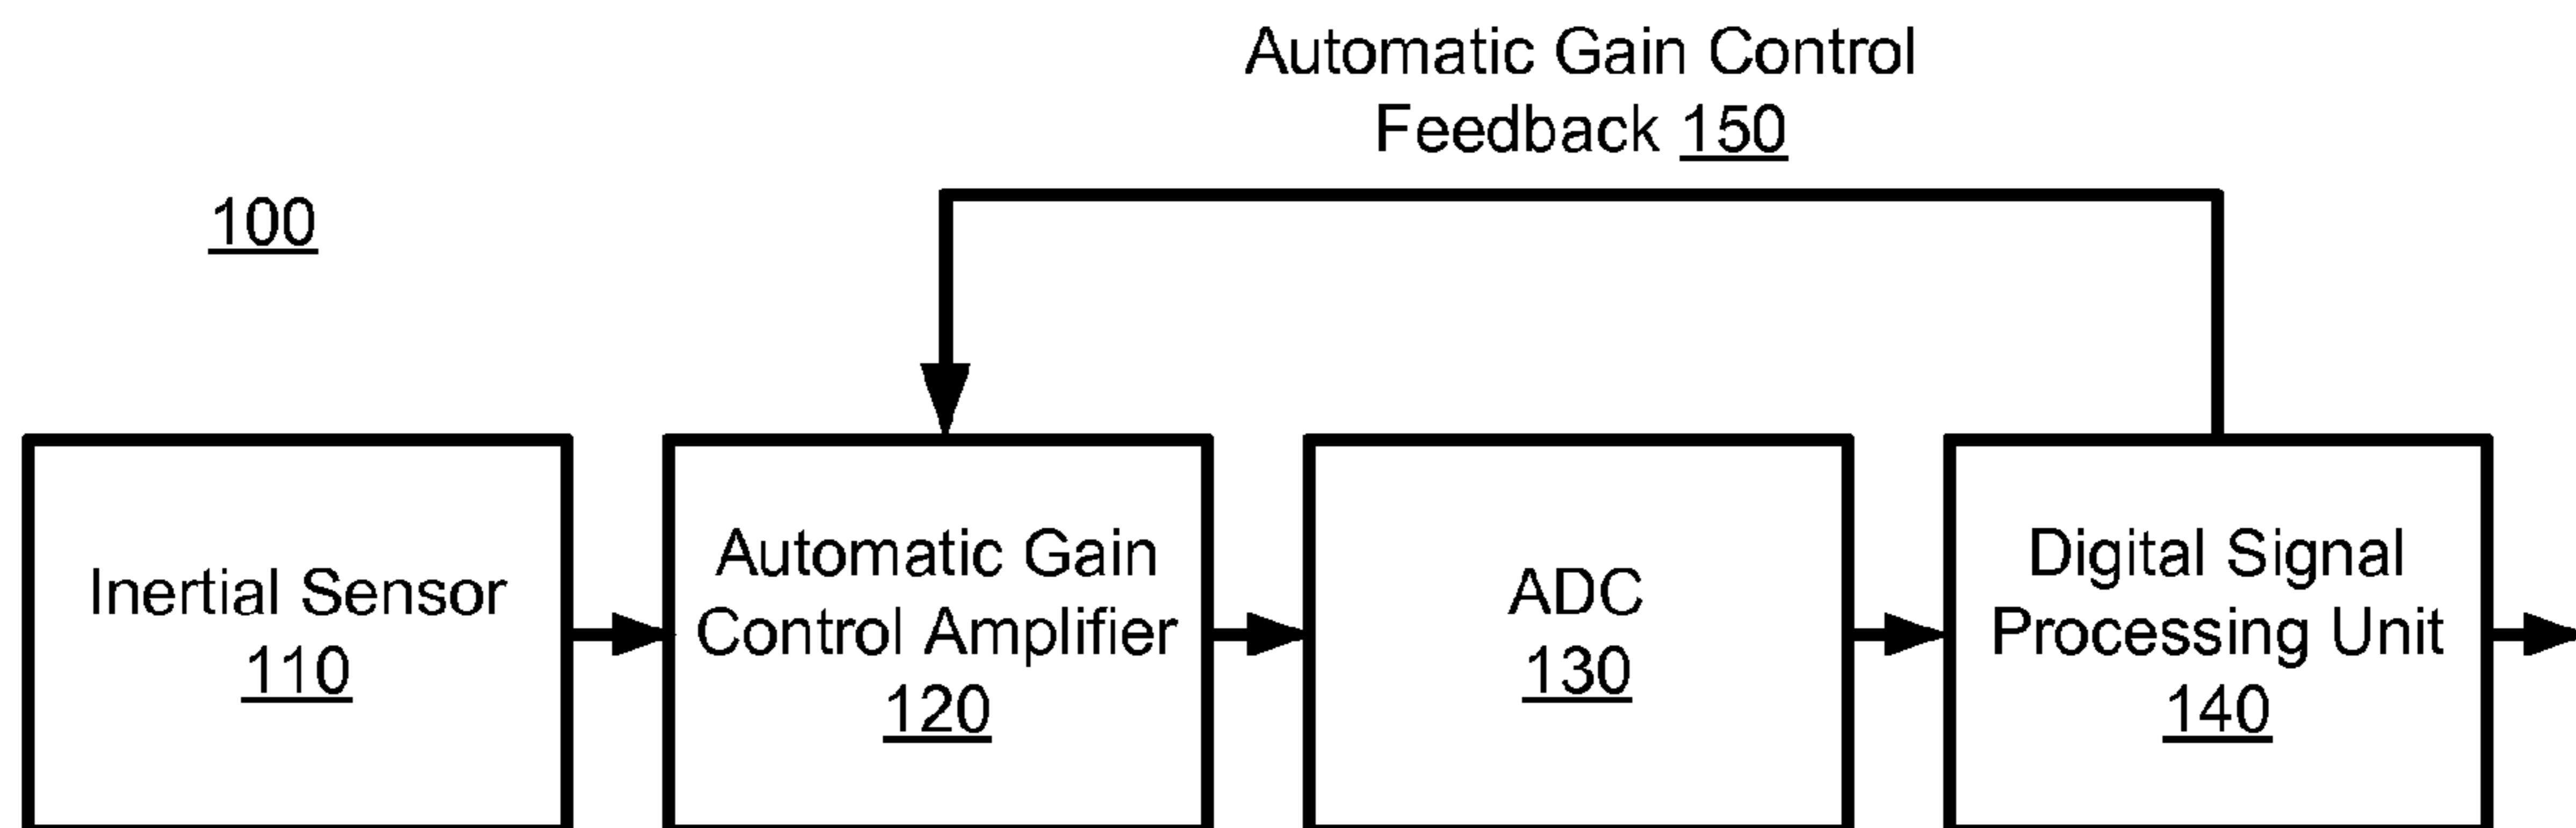 Automatic Gain Control
Feedback 150
100
Inertial Sensor
110
Automatic Gain
Control Amplifier
120
ADC
130
Digital Signal
Processing Unit
140